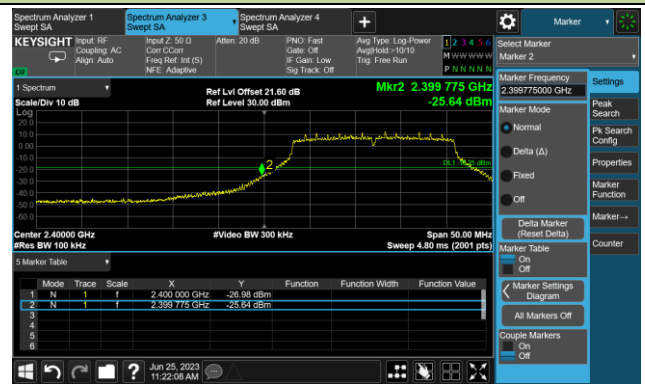 Spectrum Analyzer 1
Swept SA
Spectrum Analyzer 3
Swept SA
Spectrum Analyzer 4
Swept SA
+
Marker
KEYSIGHT
Input: RF
Coupling: AC
Align: Auto
Input Z: 50 Ω
Corr CCorr
Freq Ref: Int (S)
NFE: Adaptive
Atten: 20 dB
PNO: Fast
Gate: Off
IF Gain: Low
Sig Track: Off
Avg Type: Log-Power
Avg|Hold:>10/10
Trig: Free Run
1 2 3 4 5 6
M W W W W W
P N N N N N
LXI
Select Marker
Marker 2
1 Spectrum
Scale/Div 10 dB
Log
Ref Lvl Offset 21.60 dB
Ref Level 30.00 dBm
Mkr2 2.399 775 GHz
-25.64 dBm
20.0
10.0
0.00
-10.0
-20.0
-30.0
-40.0
-50.0
-60.0
2
Center 2.40000 GHz
#Res BW 100 kHz
#Video BW 300 kHz
Span 50.00 MHz
Sweep 4.80 ms (2001 pts)
5 Marker Table
Mode Trace Scale X Y Function Function Width Function Value
1 N 1 f 2.400 000 GHz -26.98 dBm
2 N 1 f 2.399 775 GHz -25.64 dBm
3
4
5
6
Marker Frequency
2.399775000 GHz
Marker Mode
Normal
Delta (Δ)
Fixed
Off
Delta Marker
(Reset Delta)
Marker Table
On
Off
Marker Settings
Diagram
All Markers Off
Couple Markers
On
Off
Settings
Peak
Search
Pk Search
Config
Properties
Marker
Function
Marker→
Counter
?
Jun 25, 2023
11:22:08 AM